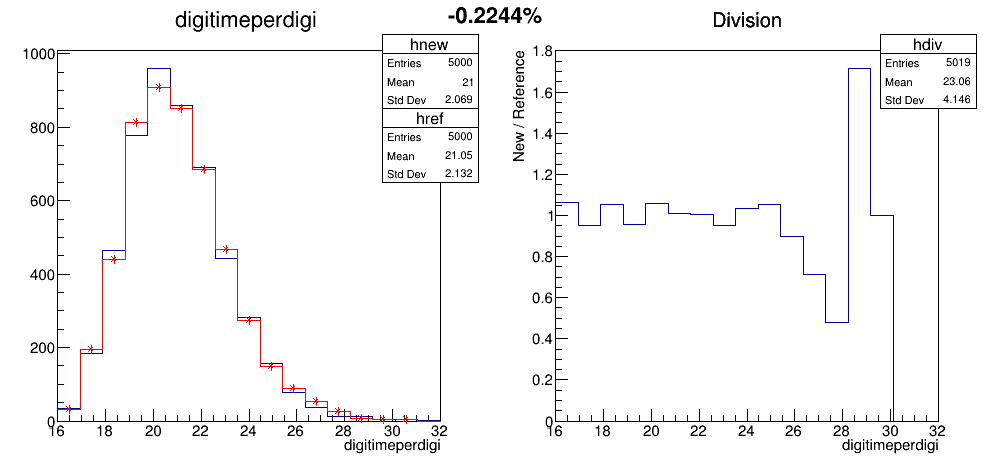 digitimeperdigi
-0.2244%
Division
hnew
Entries 5000
Mean 21
Std Dev 2.069
href
Entries 5000
Mean 21.05
Std Dev 2.132
1000
800
600
400
200
0
16 18 20 22 24 26 28 30 32
digitimeperdigi
hdiv
Entries 5019
Mean 23.06
Std Dev 4.146
New / Reference
1.8
1.6
1.4
1.2
1
0.8
0.6
0.4
0.2
0
16 18 20 22 24 26 28 30 32
digitimeperdigi